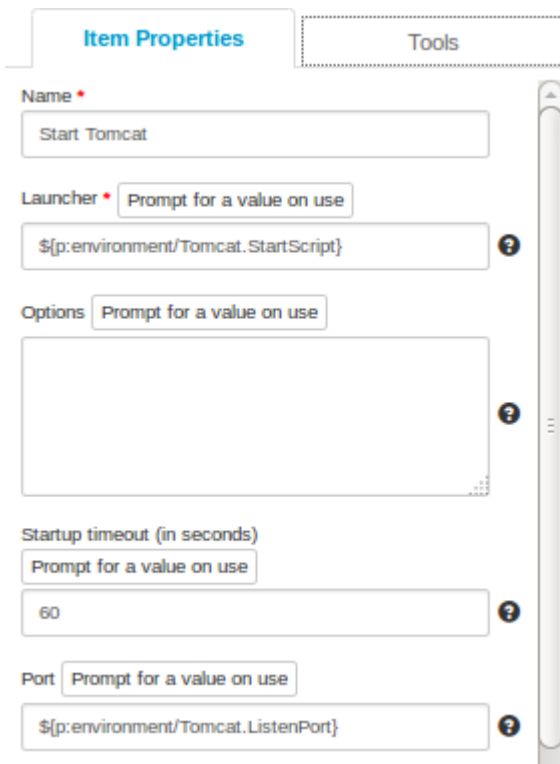 Item Properties Tools
Name *
Start Tomcat
Launcher * Prompt for a value on use
${p:environment/Tomcat.StartScript}
Options Prompt for a value on use
Startup timeout (in seconds)
Prompt for a value on use
60
Port Prompt for a value on use
${p:environment/Tomcat.ListenPort}